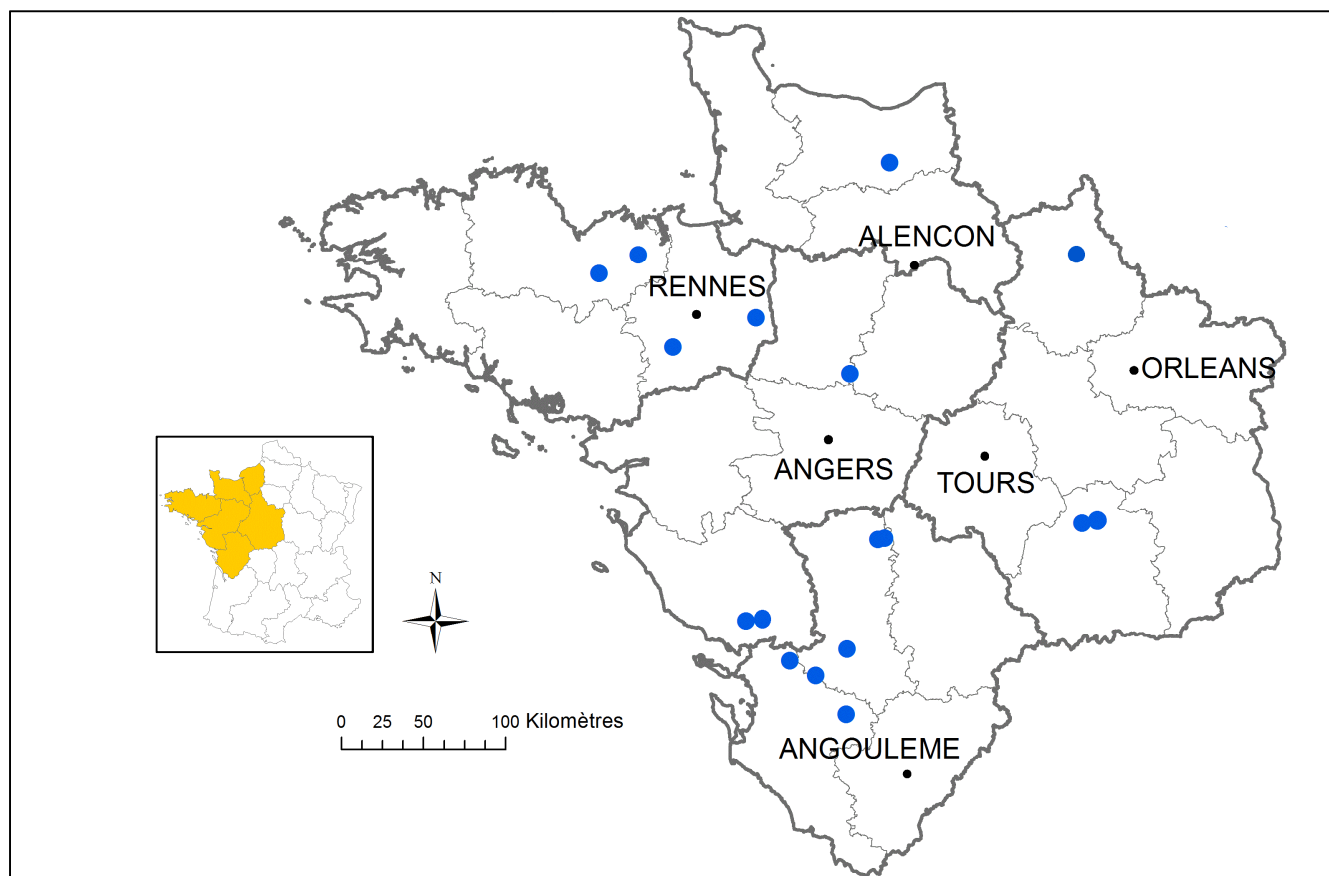 ALENCON
RENNES
ORLEANS
ANGERS
TOURS
N
0 25 50 100 Kilomètres
ANGOULEME